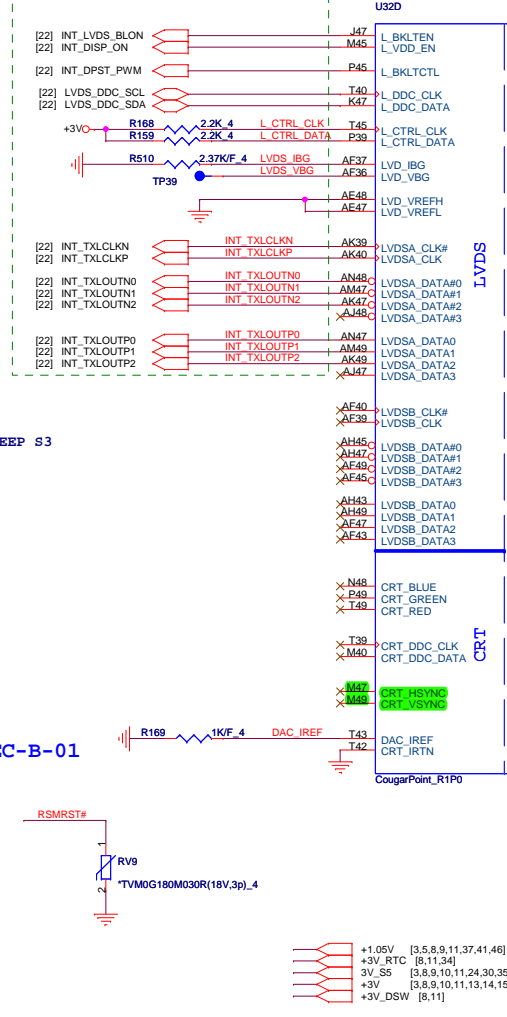 U32D
[22] INT_LVDS_BLON J47 L_BKLTEN
[22] INT_DISP_ON M45 L_VDD_EN
[22] INT_DPST_PWM P45 L_BKLTCTL
[22] LVDS_DDC_SCL T40 L_DDC_CLK
[22] LVDS_DDC_SDA K47 L_DDC_DATA
+3V R168 2.2K_4 L_CTRL_CLK T45 L_CTRL_CLK
R159 2.2K_4 L_CTRL_DATA P39 L_CTRL_DATA
R510 2.37K/F_4 LVDS_IBG AF37 LVD_IBG
TP39 LVDS_VBG AF36 LVD_VBG
AE48 LVD_VREFH
AE47 LVD_VREFL
[22] INT_TXLCLKN INT_TXLCLKN AK39 LVDSA_CLK#
[22] INT_TXLCLKP INT_TXLCLKP AK40 LVDSA_CLK
LVDS
[22] INT_TXLOUTN0 INT_TXLOUTN0 AN48 LVDSA_DATA#0
[22] INT_TXLOUTN1 INT_TXLOUTN1 AM47 LVDSA_DATA#1
[22] INT_TXLOUTN2 INT_TXLOUTN2 AK47 LVDSA_DATA#2
AJ48 LVDSA_DATA#3
[22] INT_TXLOUTP0 INT_TXLOUTP0 AN47 LVDSA_DATA0
[22] INT_TXLOUTP1 INT_TXLOUTP1 AM49 LVDSA_DATA1
[22] INT_TXLOUTP2 INT_TXLOUTP2 AK49 LVDSA_DATA2
AJ47 LVDSA_DATA3
AF40 LVDSB_CLK#
AF39 LVDSB_CLK
EEP S3
AH45 LVDSB_DATA#0
AH47 LVDSB_DATA#1
AF49 LVDSB_DATA#2
AF45 LVDSB_DATA#3
AH43 LVDSB_DATA0
AH49 LVDSB_DATA1
AF47 LVDSB_DATA2
AF43 LVDSB_DATA3
N48 CRT_BLUE
P49 CRT_GREEN
T49 CRT_RED
T39 CRT_DDC_CLK
M40 CRT_DDC_DATA
CRT
M47 CRT_HSYNC
M49 CRT_VSYNC
R169 1K/F_4 DAC_IREF T43 DAC_IREF
T42 CRT_IRTN
C-B-01
CougarPoint_R1P0
RSMRST#
1
RV9
*TVM0G180M030R(18V,3p)_4
2
+1.05V [3,5,8,9,11,37,41,46]
+3V_RTC [8,11,34]
3V_S5 [3,8,9,10,11,24,30,35
+3V [3,8,9,10,11,13,14,15
+3V_DSW [8,11]